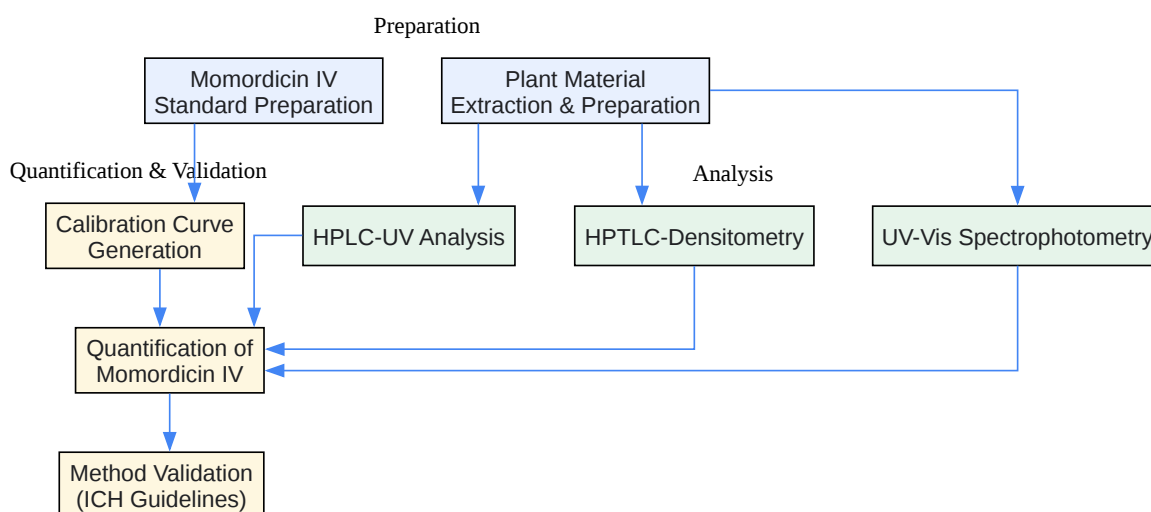 Preparation
Momordicin IV
Standard Preparation
Plant Material
Extraction & Preparation
Quantification & Validation
Analysis
Calibration Curve
Generation
HPLC-UV Analysis
HPTLC-Densitometry
UV-Vis Spectrophotometry
Quantification of
Momordicin IV
Method Validation
(ICH Guidelines)